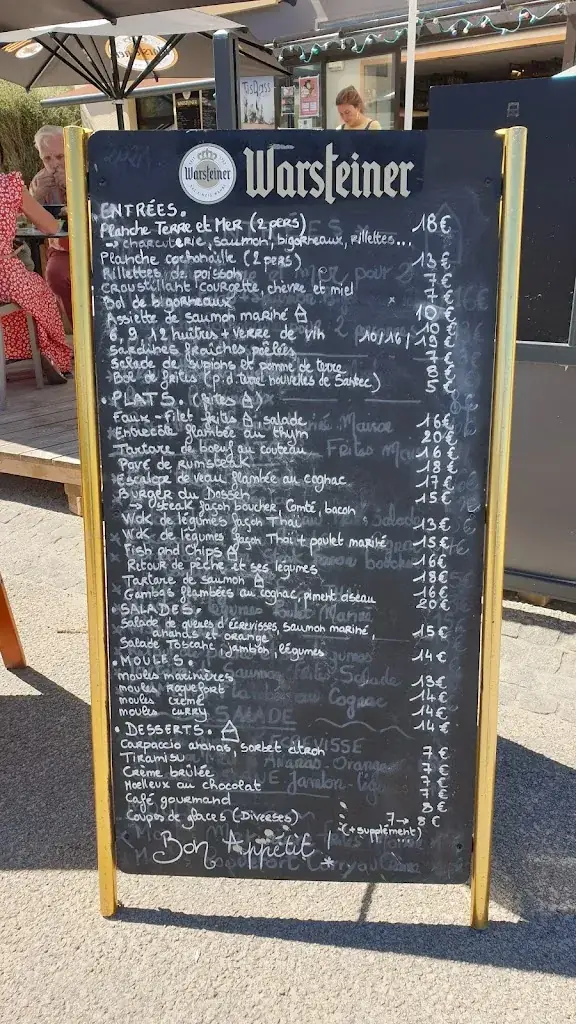 Warsteiner
Warsteiner
ENTRÉES.
Planche Terre et Mer (2 pers) 18€
→ charcuterie, saumon, bigorneaux, rillettes...
Planche cochonaille (2 pers) 13€
Rillettes de poisson 7€
Croustillant courgette, chèvre et miel 7€
Bol de bigorneaux 7€
Assiette de saumon mariné 10€
6, 9, 12 huîtres + verre de vin 10/16/19€
Sardines fraîches poêlées 7€
Salade de supions et pomme de terre 8€
Bol de frites (p.d.terre nouvelles de ) 5€
• PLATS. (frites )
Faux-filet frites, salade 16€
Entrecôte flambée au thym 20€
Tartare de boeuf au couteau 16€
Pavé de Rumsteak 18€
Escalope de veau flambée au cognac 17€
Burger du Dossen 15€
→ steak façon boucher, Comté, bacon
Wok de légumes façon Thaï 13€
Wok de légumes façon Thaï + poulet mariné 15€
Fish and Chips 16€
Retour de pêche et ses légumes 18€
Tartare de saumon 16€
Gambas flambées au cognac, piment oiseau 20€
• SALADES.
Salade de queues d'écrevisses, saumon mariné, 15€
ananas et orange
Salade Toscane, jambon, légumes 14€
• MOULES.
moules marinières 13€
moules roquefort 14€
moules crème 14€
moules curry 14€
• DESSERTS.
Carpaccio ananas, sorbet citron 7€
Tiramisu 7€
Crème brûlée 7€
Moelleux au chocolat 7€
Café gourmand 8€
Coupes de glaces (Diverses) 7→8€
(+supplément)
Bon Appétit !